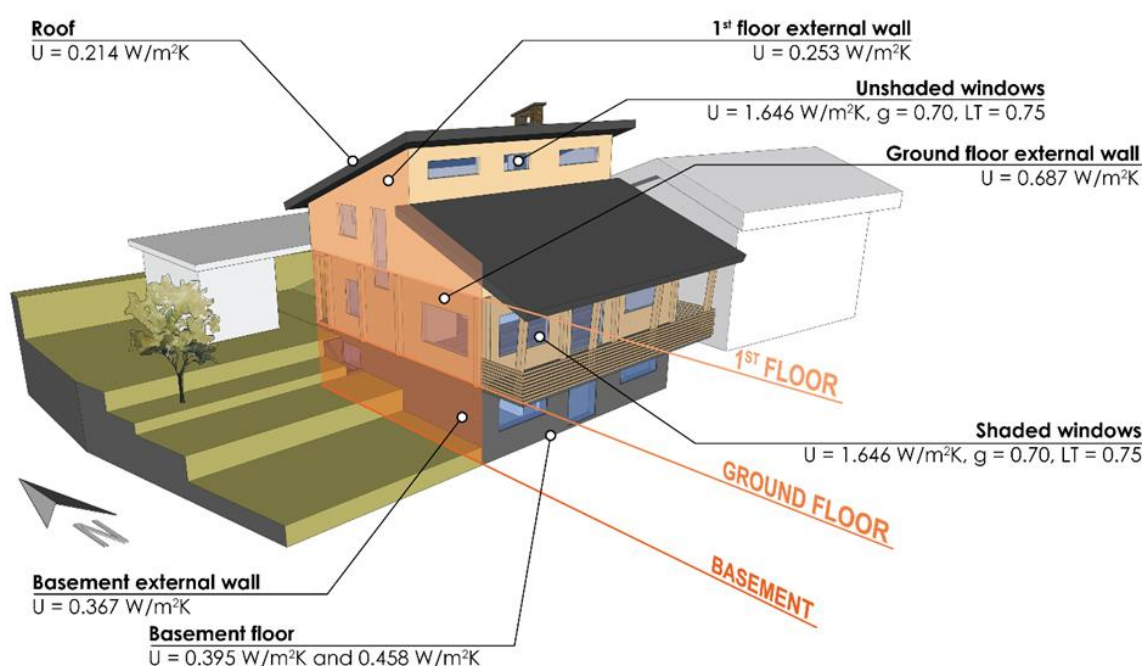 Roof
U = 0.214 W/m²K
1ˢᵗ floor external wall
U = 0.253 W/m²K
Unshaded windows
U = 1.646 W/m²K, g = 0.70, LT = 0.75
Ground floor external wall
U = 0.687 W/m²K
1ST FLOOR
Shaded windows
U = 1.646 W/m²K, g = 0.70, LT = 0.75
GROUND FLOOR
N
BASEMENT
Basement external wall
U = 0.367 W/m²K
Basement floor
U = 0.395 W/m²K and 0.458 W/m²K